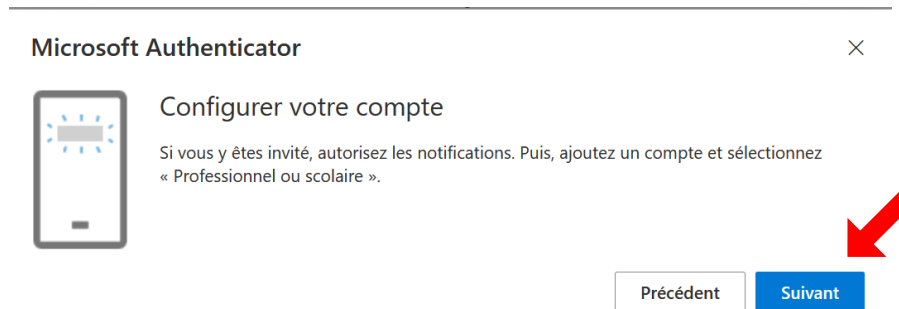 Microsoft Authenticator
Configurer votre compte
Si vous y êtes invité, autorisez les notifications. Puis, ajoutez un compte et sélectionnez
« Professionnel ou scolaire ».
Précédent
Suivant